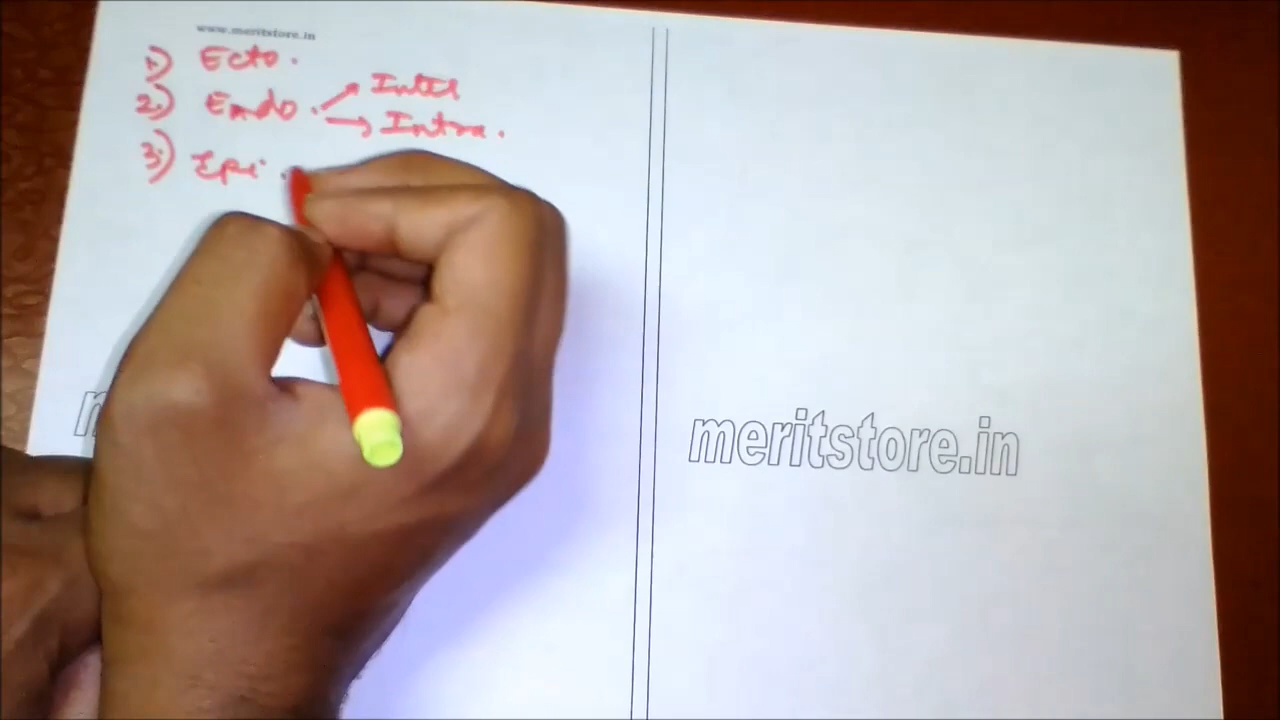 www.meritstore.in
1) Ecto.
2.) Endo. → Inter
→ Intra.
3.) Epi.
meritstore.in